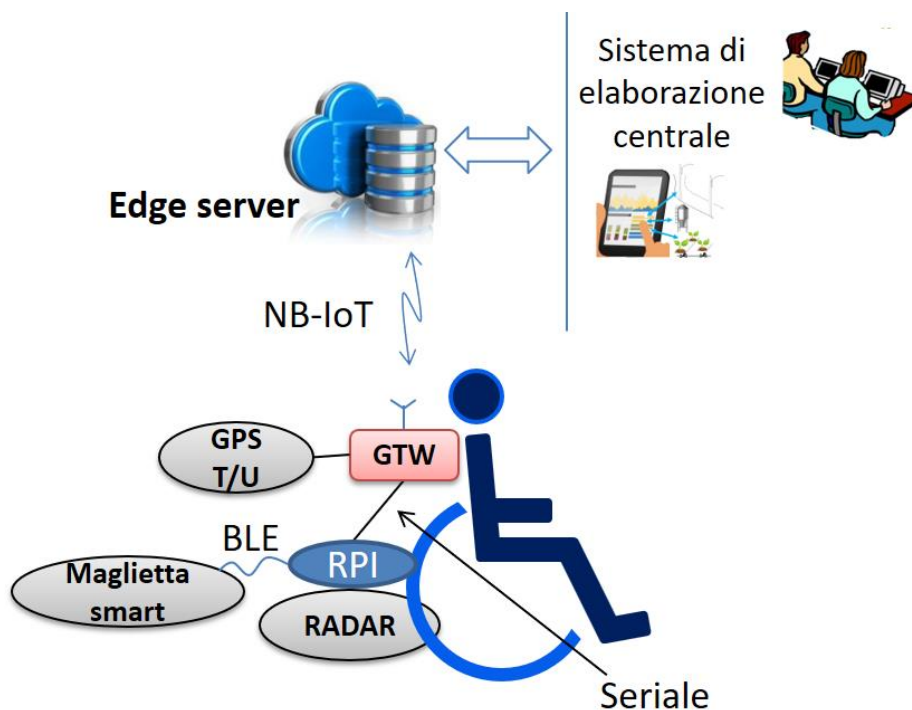 Sistema di
elaborazione
centrale
Edge server
NB-IoT
GPS
T/U
GTW
BLE
RPI
Maglietta
smart
RADAR
Seriale